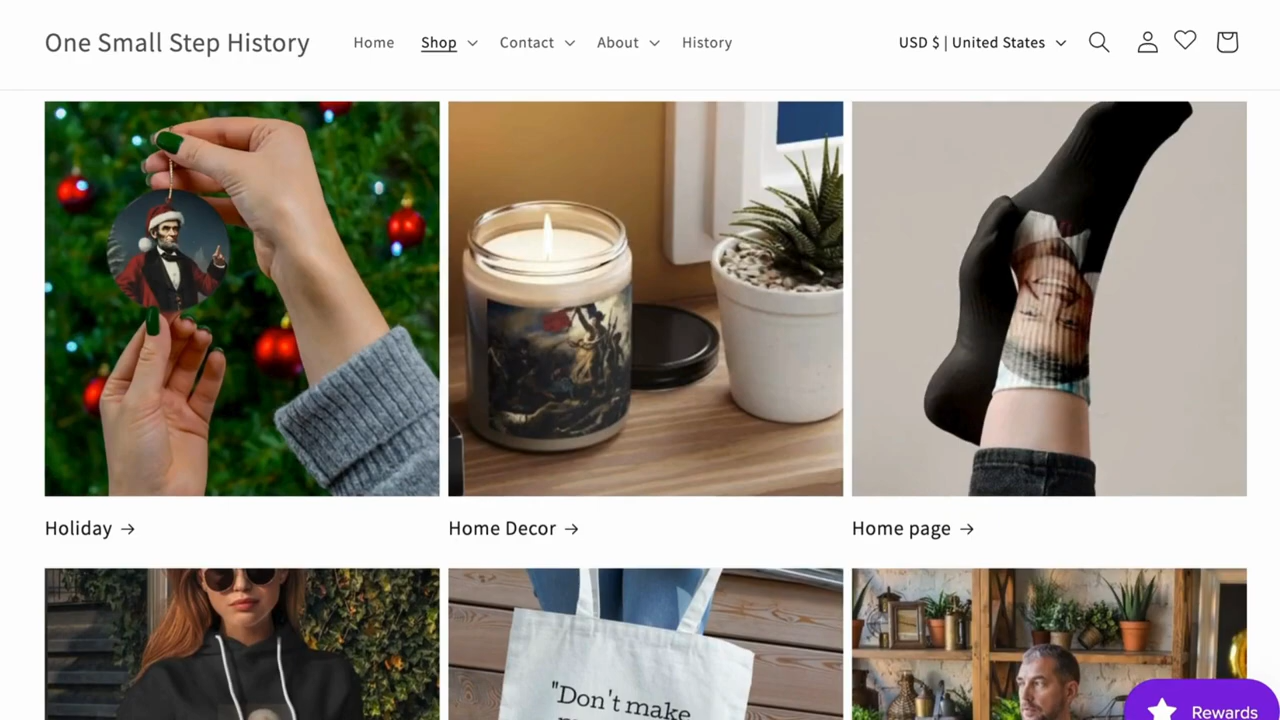 One Small Step History
Home
Shop
Contact
About
History
USD $ | United States
Holiday →
Home Decor →
Home page →
"Don't make
Rewards